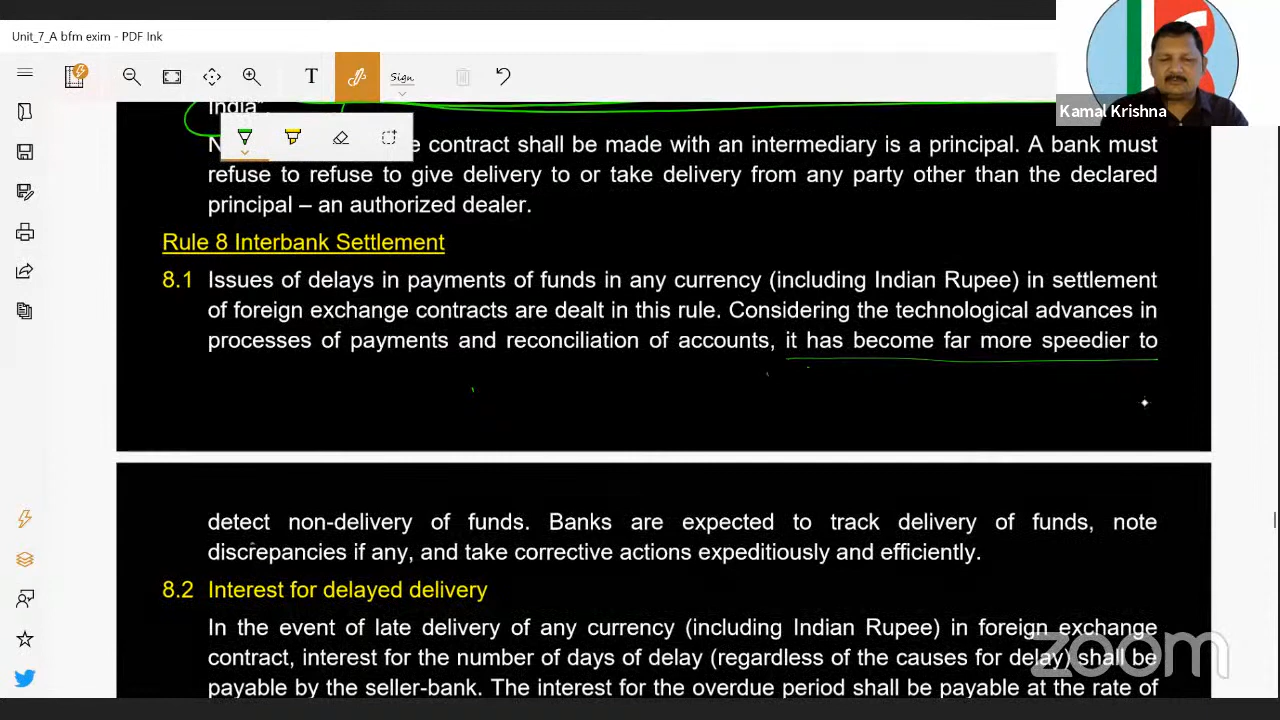 Unit_7_A bfm exim - PDF Ink
T
Sign
Kamal Krishna
India".
contract shall be made with an intermediary is a principal. A bank must
refuse to refuse to give delivery to or take delivery from any party other than the declared
principal – an authorized dealer.
Rule 8 Interbank Settlement
8.1 Issues of delays in payments of funds in any currency (including Indian Rupee) in settlement
of foreign exchange contracts are dealt in this rule. Considering the technological advances in
processes of payments and reconciliation of accounts, it has become far more speedier to
detect non-delivery of funds. Banks are expected to track delivery of funds, note
discrepancies if any, and take corrective actions expeditiously and efficiently.
8.2 Interest for delayed delivery
In the event of late delivery of any currency (including Indian Rupee) in foreign exchange
contract, interest for the number of days of delay (regardless of the causes for delay) shall be
payable by the seller-bank. The interest for the overdue period shall be payable at the rate of
zoom